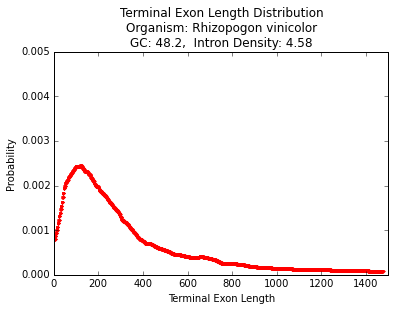 Terminal Exon Length Distribution
Organism: Rhizopogon vinicolor
GC: 48.2,  Intron Density: 4.58
0.005
0.004
0.003
0.002
0.001
0.000
Probability
0 200 400 600 800 1000 1200 1400
Terminal Exon Length